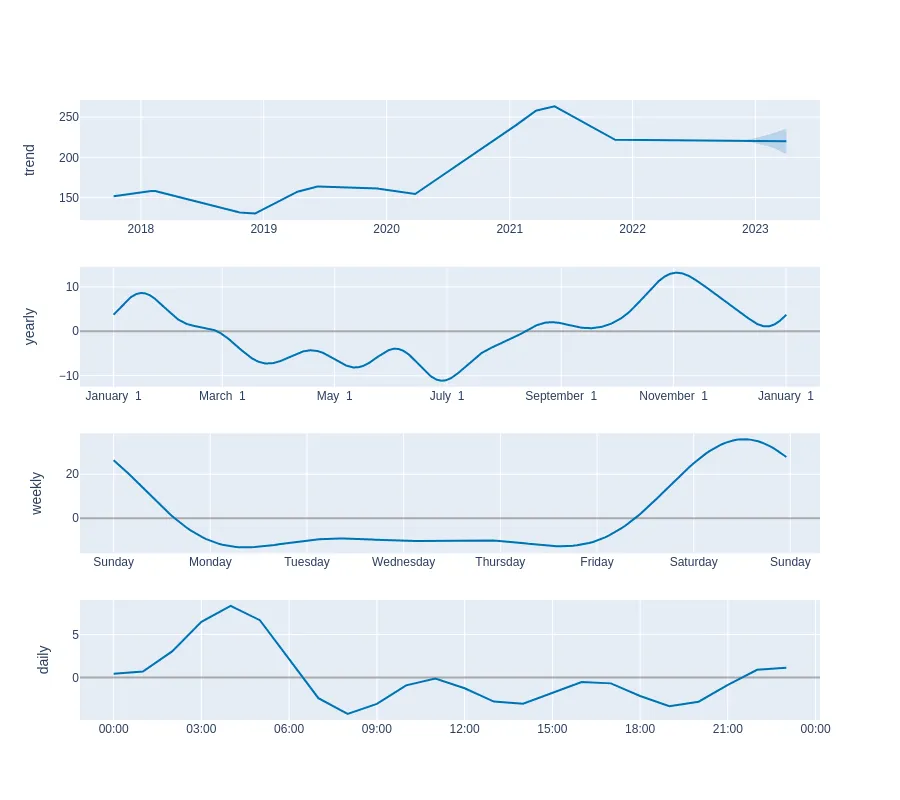 trend
250
200
150
2018 2019 2020 2021 2022 2023
yearly
10
0
−10
January 1 March 1 May 1 July 1 September 1 November 1 January 1
weekly
20
0
Sunday Monday Tuesday Wednesday Thursday Friday Saturday Sunday
daily
5
0
00:00 03:00 06:00 09:00 12:00 15:00 18:00 21:00 00:00